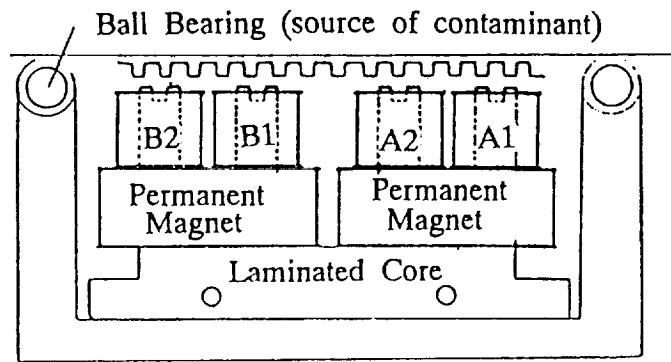 Ball Bearing (source of contaminant)
B2 B1 A2 A1
Permanent Magnet
Permanent Magnet
Laminated Core